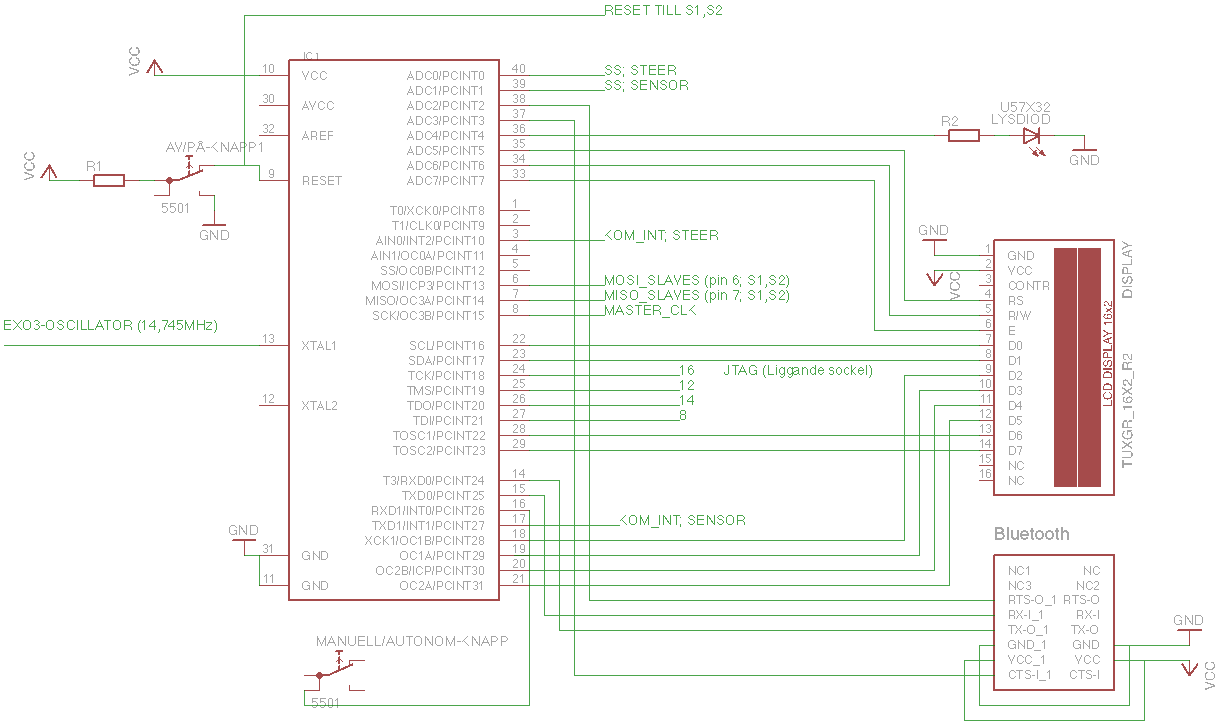 RESET TILL S1,S2
IC1
VCC
10 VCC
30 AVCC
32 AREF
AV/PÅ-KNAPP1
VCC
R1
9 RESET
5501
GND
EXO3-OSCILLATOR (14,745MHz)
13 XTAL1
12 XTAL2
GND
31 GND
11 GND
ADC0/PCINT0 40 SS; STEER
ADC1/PCINT1 39 SS; SENSOR
ADC2/PCINT2 38
ADC3/PCINT3 37
ADC4/PCINT4 36
ADC5/PCINT5 35
ADC6/PCINT6 34
ADC7/PCINT7 33
T0/XCK0/PCINT8 1
T1/CLK0/PCINT9 2
AIN0/INT2/PCINT10 3 KOM_INT; STEER
AIN1/OC0A/PCINT11 4
SS/OC0B/PCINT12 5
MOSI/ICP3/PCINT13 6 MOSI_SLAVES (pin 6; S1,S2)
MISO/OC3A/PCINT14 7 MISO_SLAVES (pin 7; S1,S2)
SCK/OC3B/PCINT15 8 MASTER_CLK
SCL/PCINT16 22
SDA/PCINT17 23
TCK/PCINT18 24 16 JTAG (Liggande sockel)
TMS/PCINT19 25 12
TDO/PCINT20 26 14
TDI/PCINT21 27 8
TOSC1/PCINT22 28
TOSC2/PCINT23 29
T3/RXD0/PCINT24 14
TXD0/PCINT25 15
RXD1/INT0/PCINT26 16
TXD1/INT1/PCINT27 17 KOM_INT; SENSOR
XCK1/OC1B/PCINT28 18
OC1A/PCINT29 19
OC2B/ICP/PCINT30 20
OC2A/PCINT31 21
MANUELL/AUTONOM-KNAPP
5501
R2
U57X32
LYSDIOD
GND
GND
VCC
1 GND
2 VCC
3 CONTR
4 RS
5 R/W
6 E
7 D0
8 D1
9 D2
10 D3
11 D4
12 D5
13 D6
14 D7
15 NC
16 NC
LCD DISPLAY 16x2
DISPLAY
TUXGR_16X2_R2
Bluetooth
NC1 NC
NC3 NC2
RTS-O_1 RTS-O
RX-I_1 RX-I
TX-O_1 TX-O
GND_1 GND
VCC_1 VCC
CTS-I_1 CTS-I
GND
VCC